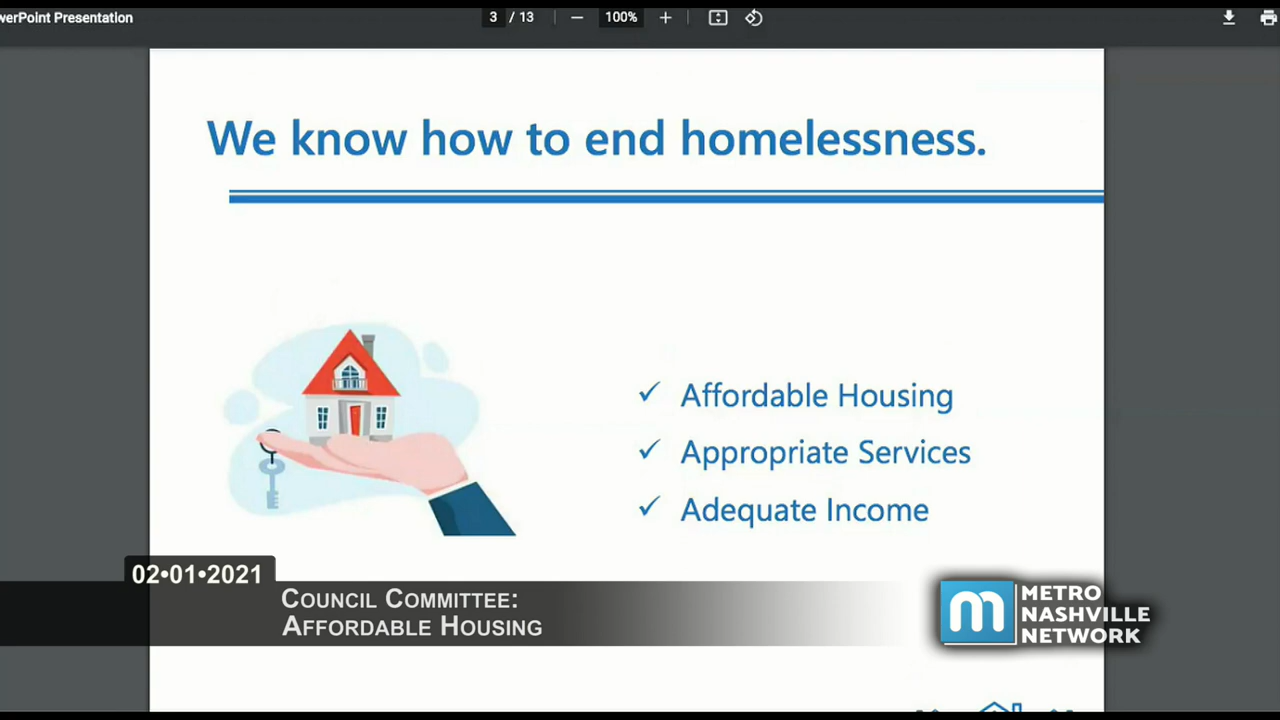 werPoint Presentation
3 / 13
100%
We know how to end homelessness.
✓ Affordable Housing
✓ Appropriate Services
✓ Adequate Income
02•01•2021
COUNCIL COMMITTEE:
AFFORDABLE HOUSING
m
METRO
NASHVILLE
NETWORK